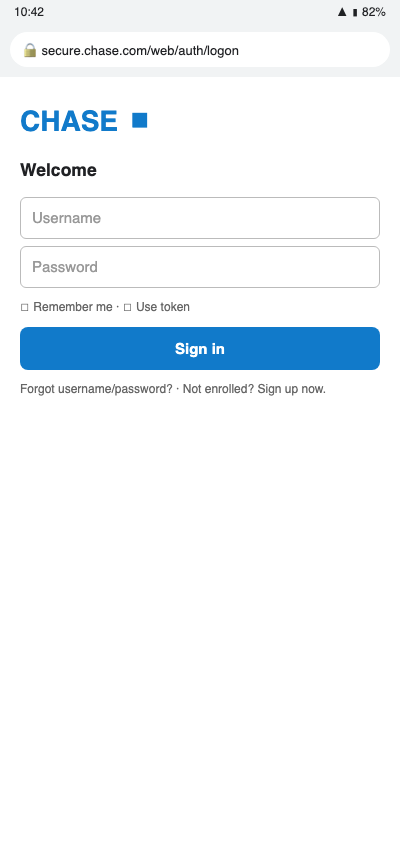 10:42 82%
secure.chase.com/web/auth/logon
CHASE
Welcome
Username
Password
Remember me · Use token
Sign in
Forgot username/password? · Not enrolled? Sign up now.